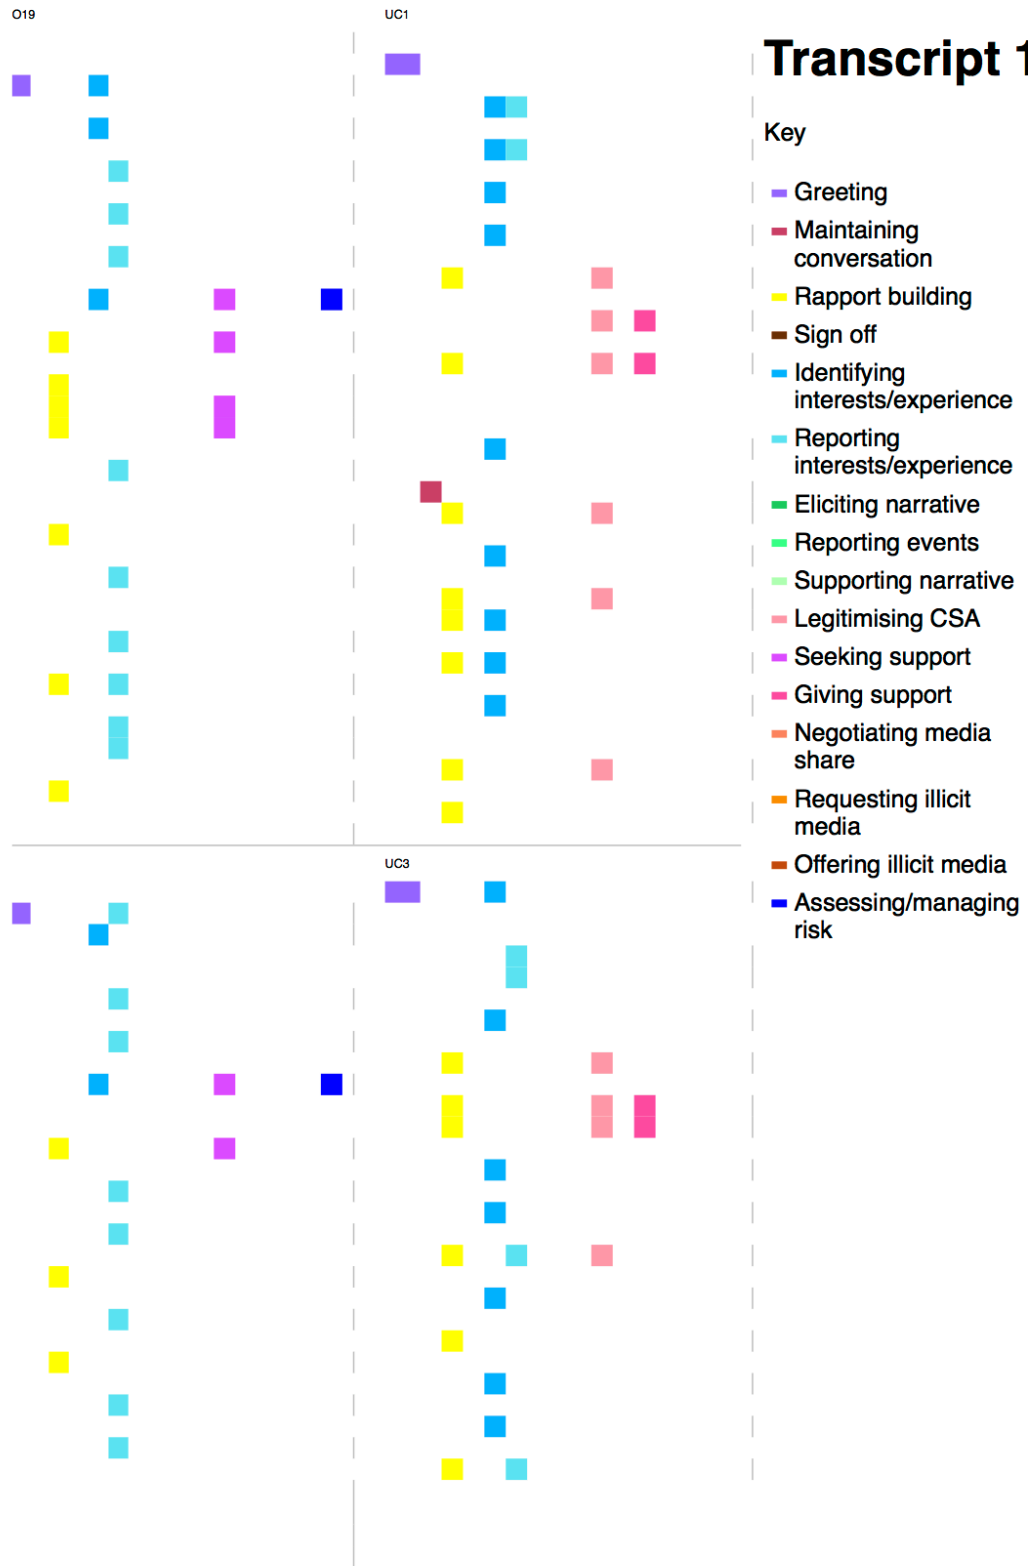 O19
UC1
Transcript 1
Key
Greeting
Maintaining
conversation
Rapport building
Sign off
Identifying
interests/experience
Reporting
interests/experience
Eliciting narrative
Reporting events
Supporting narrative
Legitimising CSA
Seeking support
Giving support
Negotiating media
share
Requesting illicit
media
Offering illicit media
Assessing/managing
risk
UC3